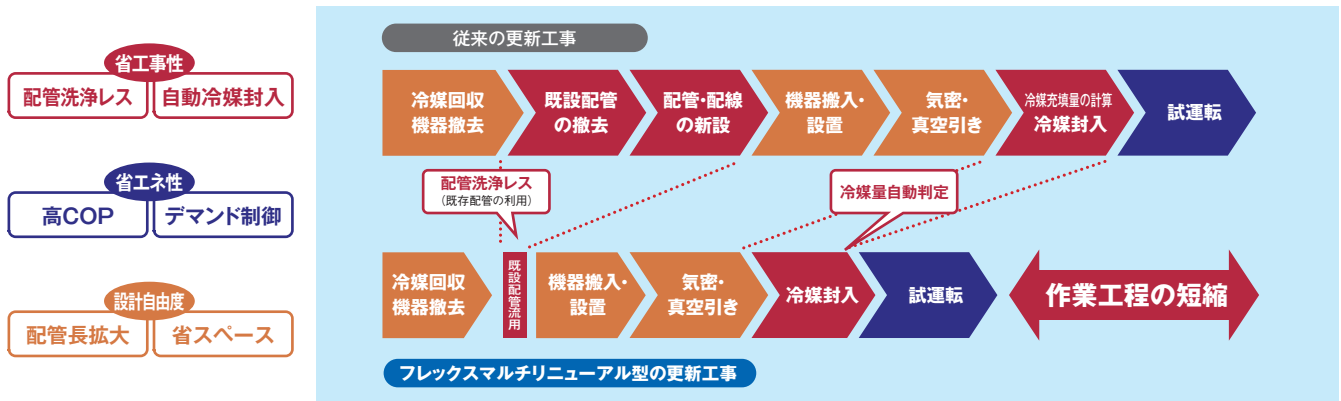 省工事性
配管洗浄レス
自動冷媒封入
省エネ性
高COP
デマンド制御
設計自由度
配管長拡大
省スペース
従来の更新工事
冷媒回収
機器撤去
既設配管
の撤去
配管・配線
の新設
機器搬入・
設置
気密・
真空引き
冷媒充填量の計算
冷媒封入
試運転
配管洗浄レス
(既存配管の利用)
冷媒量自動判定
冷媒回収
機器撤去
既設配管流用
機器搬入・
設置
気密・
真空引き
冷媒封入
試運転
作業工程の短縮
フレックスマルチリニューアル型の更新工事